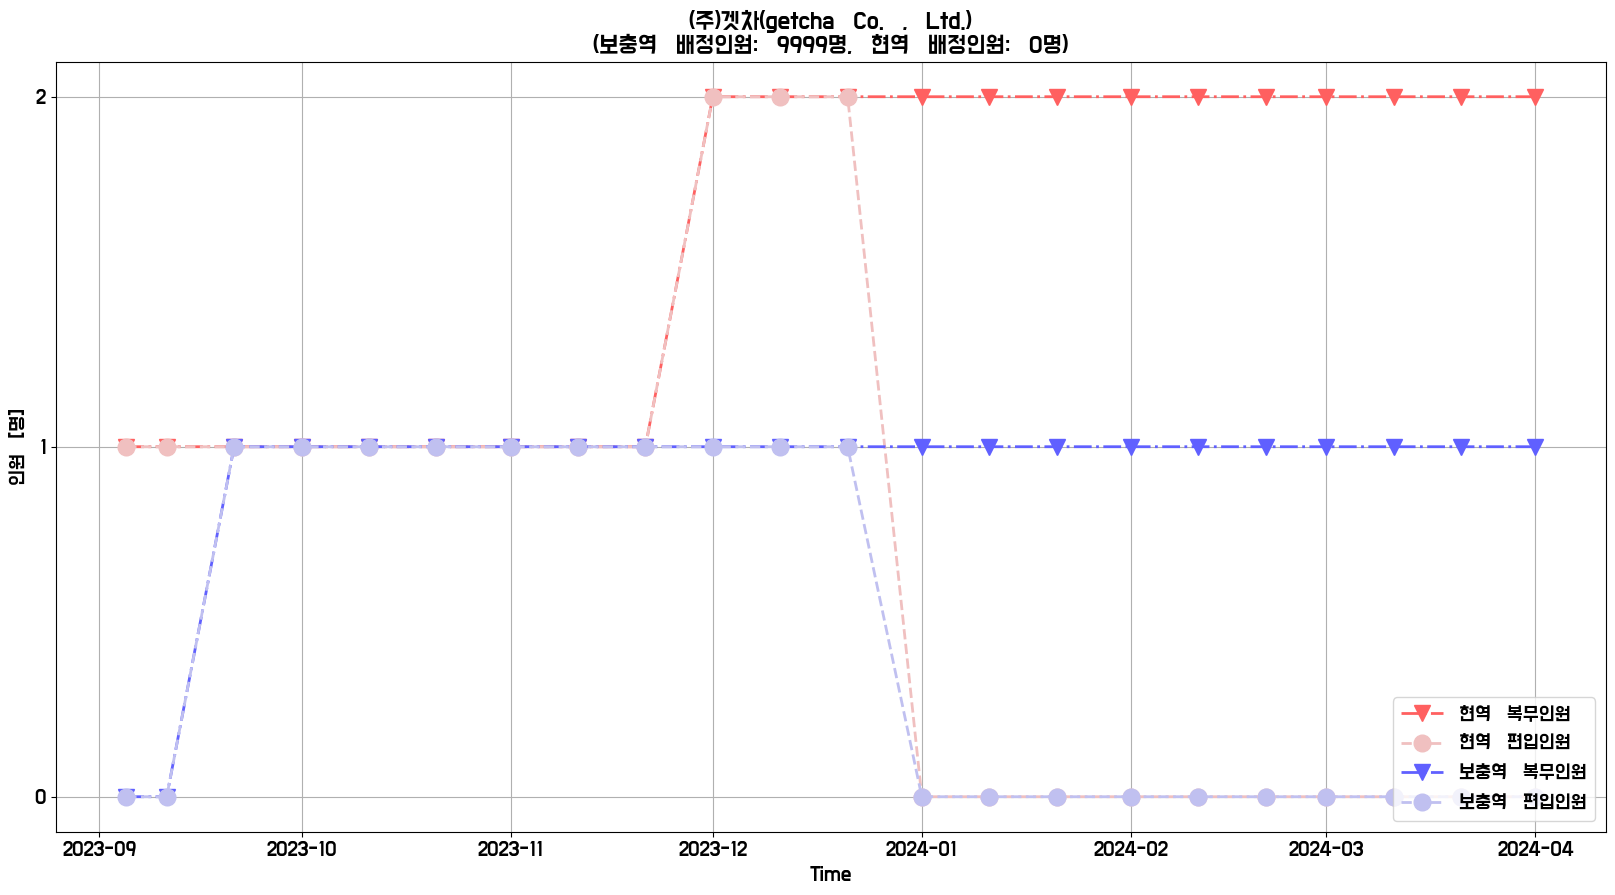 (주)겟차(getcha Co. , Ltd.)
(보충역 배정인원: 9999명, 현역 배정인원: 0명)
인원 [명]
2
1
0
2023-09 2023-10 2023-11 2023-12 2024-01 2024-02 2024-03 2024-04
Time
현역 복무인원
현역 편입인원
보충역 복무인원
보충역 편입인원